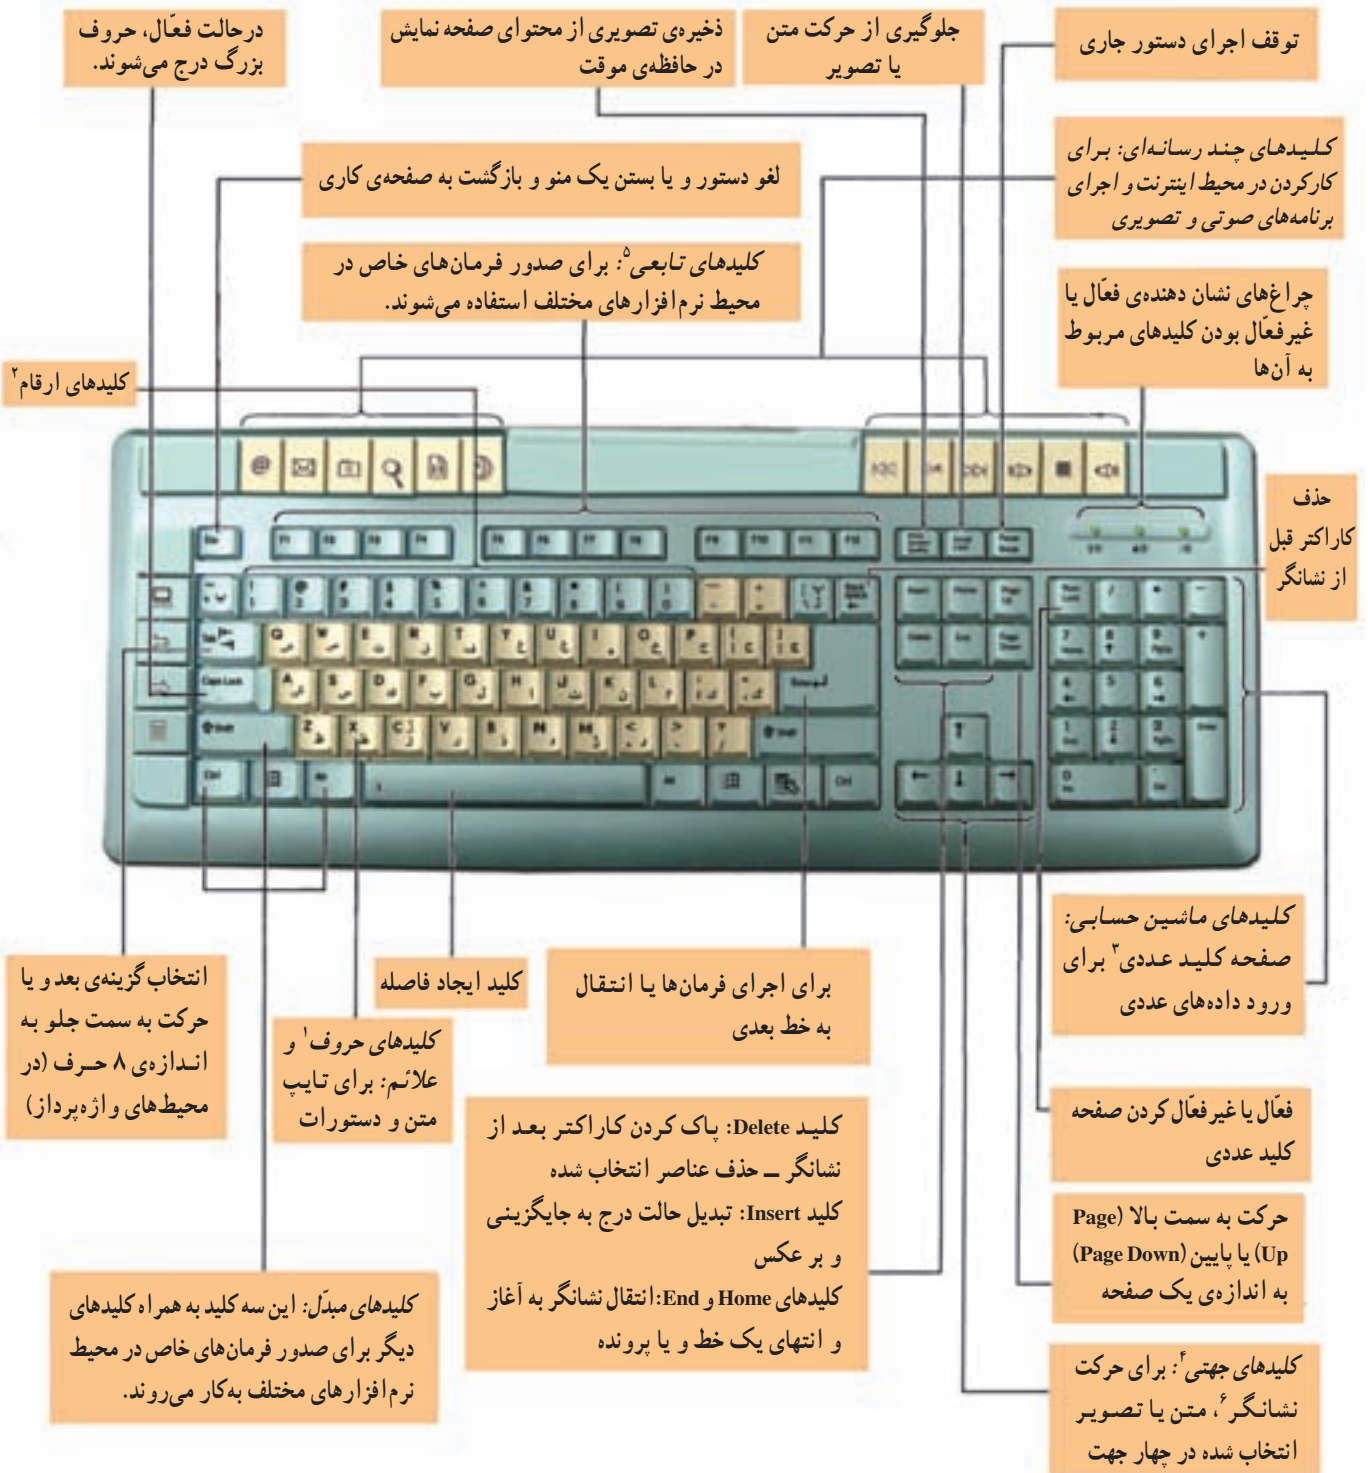 درحالت فعّال، حروف
بزرگ درج می‌شوند.
ذخیره‌ی تصویری از محتوای صفحه نمایش
در حافظه‌ی موقت
جلوگیری از حرکت متن
یا تصویر
توقف اجرای دستور جاری
لغو دستور و یا بستن یک منو و بازگشت به صفحه‌ی کاری
کلیدهای چند رسانه‌ای: برای
کارکردن در محیط اینترنت و اجرای
برنامه‌های صوتی و تصویری
کلیدهای تابعی۵: برای صدور فرمان‌های خاص در
محیط نرم‌افزارهای مختلف استفاده می‌شوند.
چراغ‌های نشان دهنده‌ی فعّال یا
غیرفعّال بودن کلیدهای مربوط
به آن‌ها
کلیدهای ارقام۲
حذف
کاراکتر قبل
از نشانگر
Caps Lock
کلیدهای ماشین حسابی:
صفحه کلید عددی۳ برای
ورود داده‌های عددی
انتخاب گزینه‌ی بعد و یا
حرکت به سمت جلو به
اندازه‌ی ۸ حرف (در
محیط‌های واژه‌پرداز)
کلید ایجاد فاصله
برای اجرای فرمان‌ها یا انتقال
به خط بعدی
کلیدهای حروف۱ و
علائم: برای تایپ
متن و دستورات
فعّال یا غیرفعّال کردن صفحه
کلید عددی
کلید Delete: پاک کردن کاراکتر بعد از
نشانگر – حذف عناصر انتخاب شده
کلید Insert: تبدیل حالت درج به جایگزینی
و بر عکس
کلیدهای Home و End: انتقال نشانگر به آغاز
و انتهای یک خط و یا پرونده
حرکت به سمت بالا (Page
Up) یا پایین (Page Down)
به اندازه‌ی یک صفحه
کلیدهای مبدّل: این سه کلید به همراه کلیدهای
دیگر برای صدور فرمان‌های خاص در محیط
نرم‌افزارهای مختلف به‌کار می‌روند.
کلیدهای جهتی۴: برای حرکت
نشانگر۶، متن یا تصویر
انتخاب شده در چهار جهت